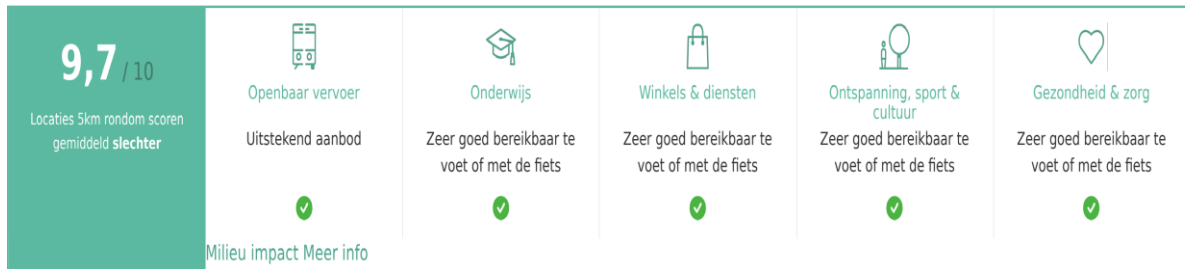 9,7 / 10
Locaties 5km rondom scoren
gemiddeld slechter
Openbaar vervoer
Uitstekend aanbod
Onderwijs
Zeer goed bereikbaar te
voet of met de fiets
Winkels & diensten
Zeer goed bereikbaar te
voet of met de fiets
Ontspanning, sport &
cultuur
Zeer goed bereikbaar te
voet of met de fiets
Gezondheid & zorg
Zeer goed bereikbaar te
voet of met de fiets
Milieu impact Meer info